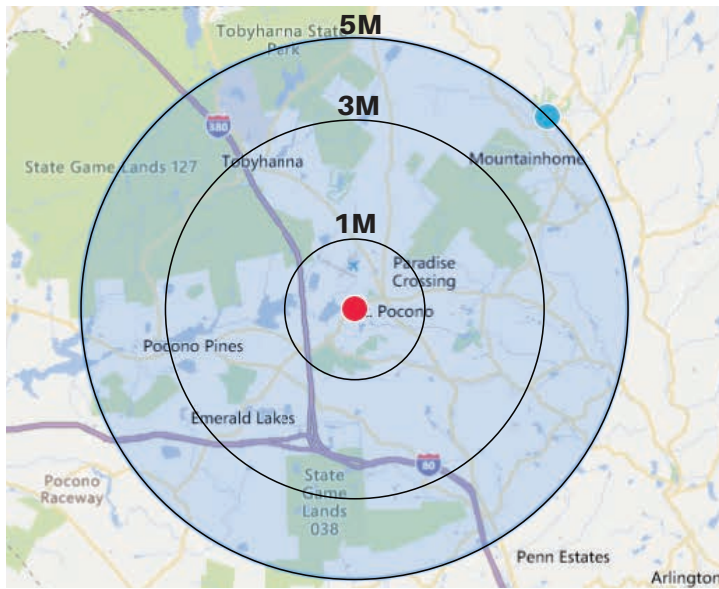 5M
Tobyhanna State
Park
3M
380
State Game Lands 127
Tobyhanna
Mountainhome
1M
Paradise
Crossing
Pocono
Pocono Pines
Emerald Lakes
80
Pocono
Raceway
State
Game
Lands
038
Penn Estates
Arlington